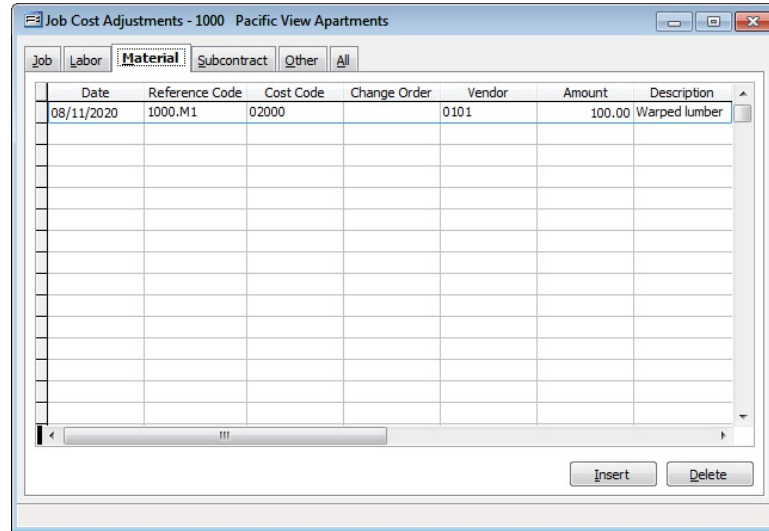 Job Cost Adjustments - 1000 Pacific View Apartments
Job Labor Material Subcontract Other All
Date Reference Code Cost Code Change Order Vendor Amount Description
08/11/2020 1000.M1 02000 0101 100.00 Warped lumber
Insert Delete